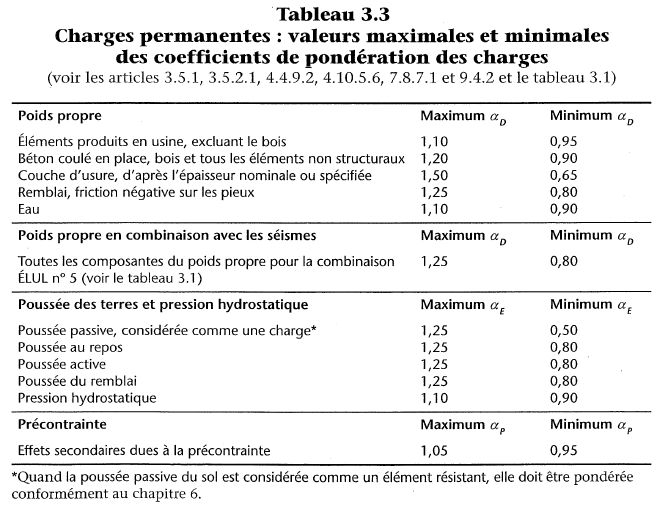 Tableau 3.3
Charges permanentes : valeurs maximales et minimales
des coefficients de pondération des charges
(voir les articles 3.5.1, 3.5.2.1, 4.4.9.2, 4.10.5.6, 7.8.7.1 et 9.4.2 et le tableau 3.1)
Poids propre Maximum α_D Minimum α_D
Éléments produits en usine, excluant le bois 1,10 0,95
Béton coulé en place, bois et tous les éléments non structuraux 1,20 0,90
Couche d'usure, d'après l'épaisseur nominale ou spécifiée 1,50 0,65
Remblai, friction négative sur les pieux 1,25 0,80
Eau 1,10 0,90
Poids propre en combinaison avec les séismes Maximum α_D Minimum α_D
Toutes les composantes du poids propre pour la combinaison 1,25 0,80
ÉLUL nº 5 (voir le tableau 3.1)
Poussée des terres et pression hydrostatique Maximum α_E Minimum α_E
Poussée passive, considérée comme une charge* 1,25 0,50
Poussée au repos 1,25 0,80
Poussée active 1,25 0,80
Poussée du remblai 1,25 0,80
Pression hydrostatique 1,10 0,90
Précontrainte Maximum α_P Minimum α_P
Effets secondaires dues à la précontrainte 1,05 0,95
*Quand la poussée passive du sol est considérée comme un élément résistant, elle doit être pondérée
conformément au chapitre 6.